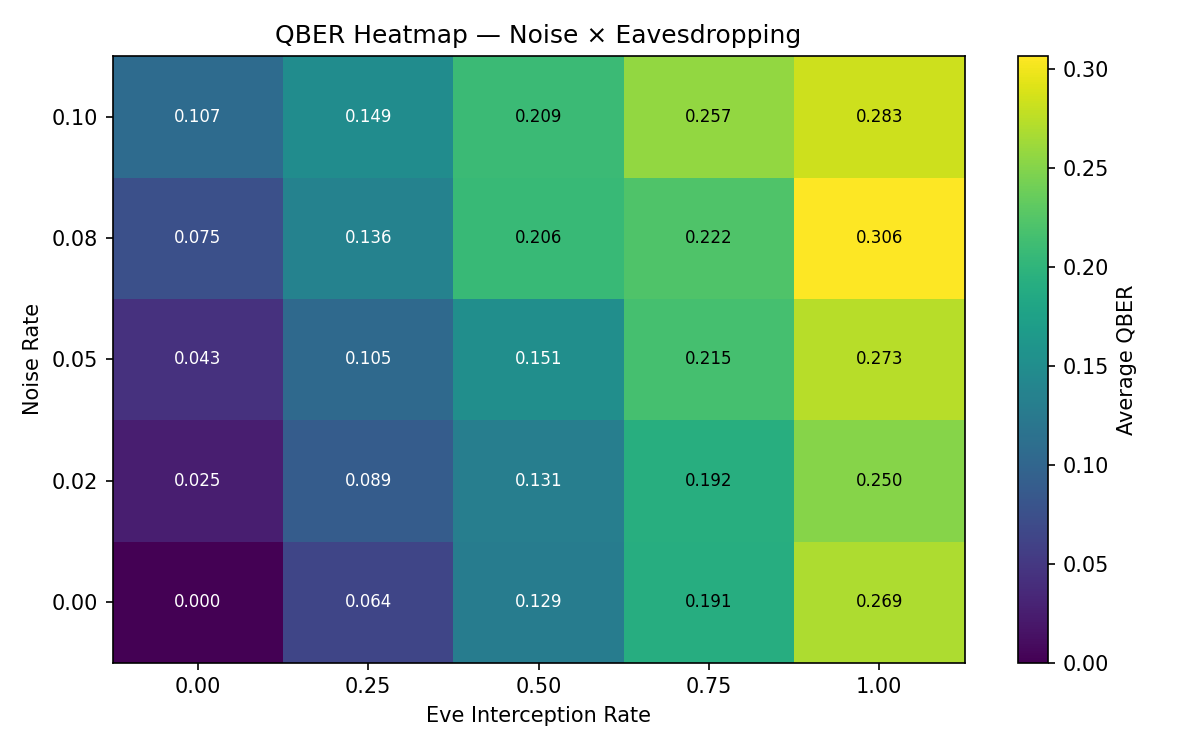 QBER Heatmap — Noise × Eavesdropping
0.10 0.107 0.149 0.209 0.257 0.283
0.08 0.075 0.136 0.206 0.222 0.306
0.05 0.043 0.105 0.151 0.215 0.273
0.02 0.025 0.089 0.131 0.192 0.250
0.00 0.000 0.064 0.129 0.191 0.269
Noise Rate
0.00 0.25 0.50 0.75 1.00
Eve Interception Rate
0.30
0.25
0.20
0.15
0.10
0.05
0.00
Average QBER